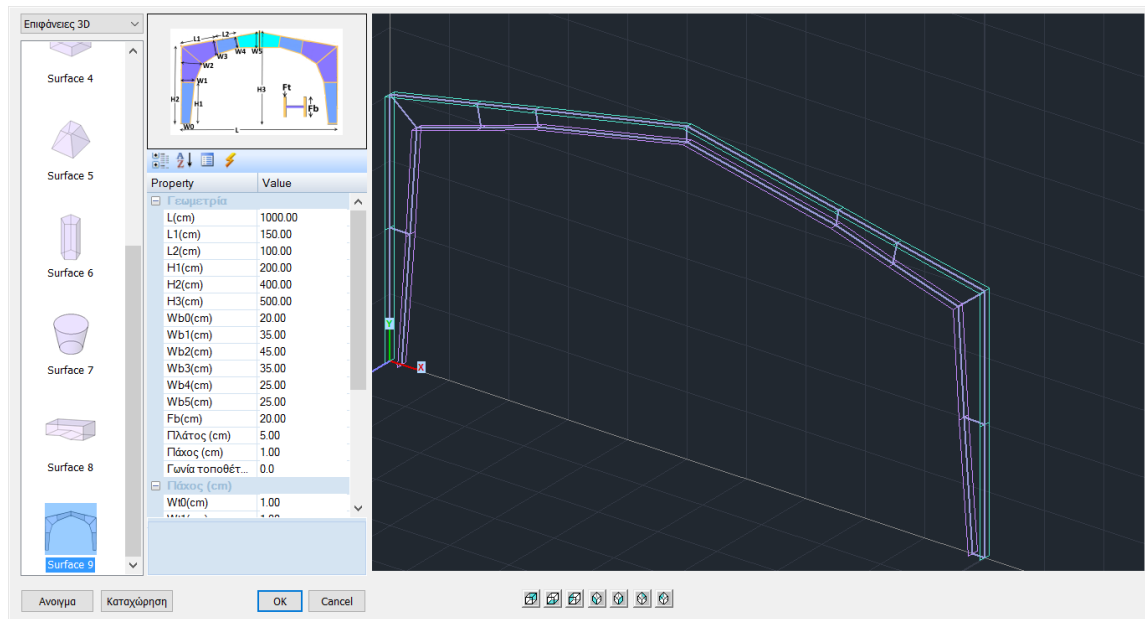 Επιφάνειες 3D
Surface 4
Surface 5
Surface 6
Surface 7
Surface 8
Surface 9
L1
L2
W3
W4
W5
W2
W1
H2
H1
H3
Ft
Fb
W0
L
Property Value
Γεωμετρία
L(cm) 1000.00
L1(cm) 150.00
L2(cm) 100.00
H1(cm) 200.00
H2(cm) 400.00
H3(cm) 500.00
Wb0(cm) 20.00
Wb1(cm) 35.00
Wb2(cm) 45.00
Wb3(cm) 35.00
Wb4(cm) 25.00
Wb5(cm) 25.00
Fb(cm) 20.00
Πλάτος (cm) 5.00
Πάχος (cm) 1.00
Γωνία τοποθέτ... 0.0
Πάχος (cm)
Wt0(cm) 1.00
Y
X
Ανοιγμα
Καταχώρηση
OK
Cancel